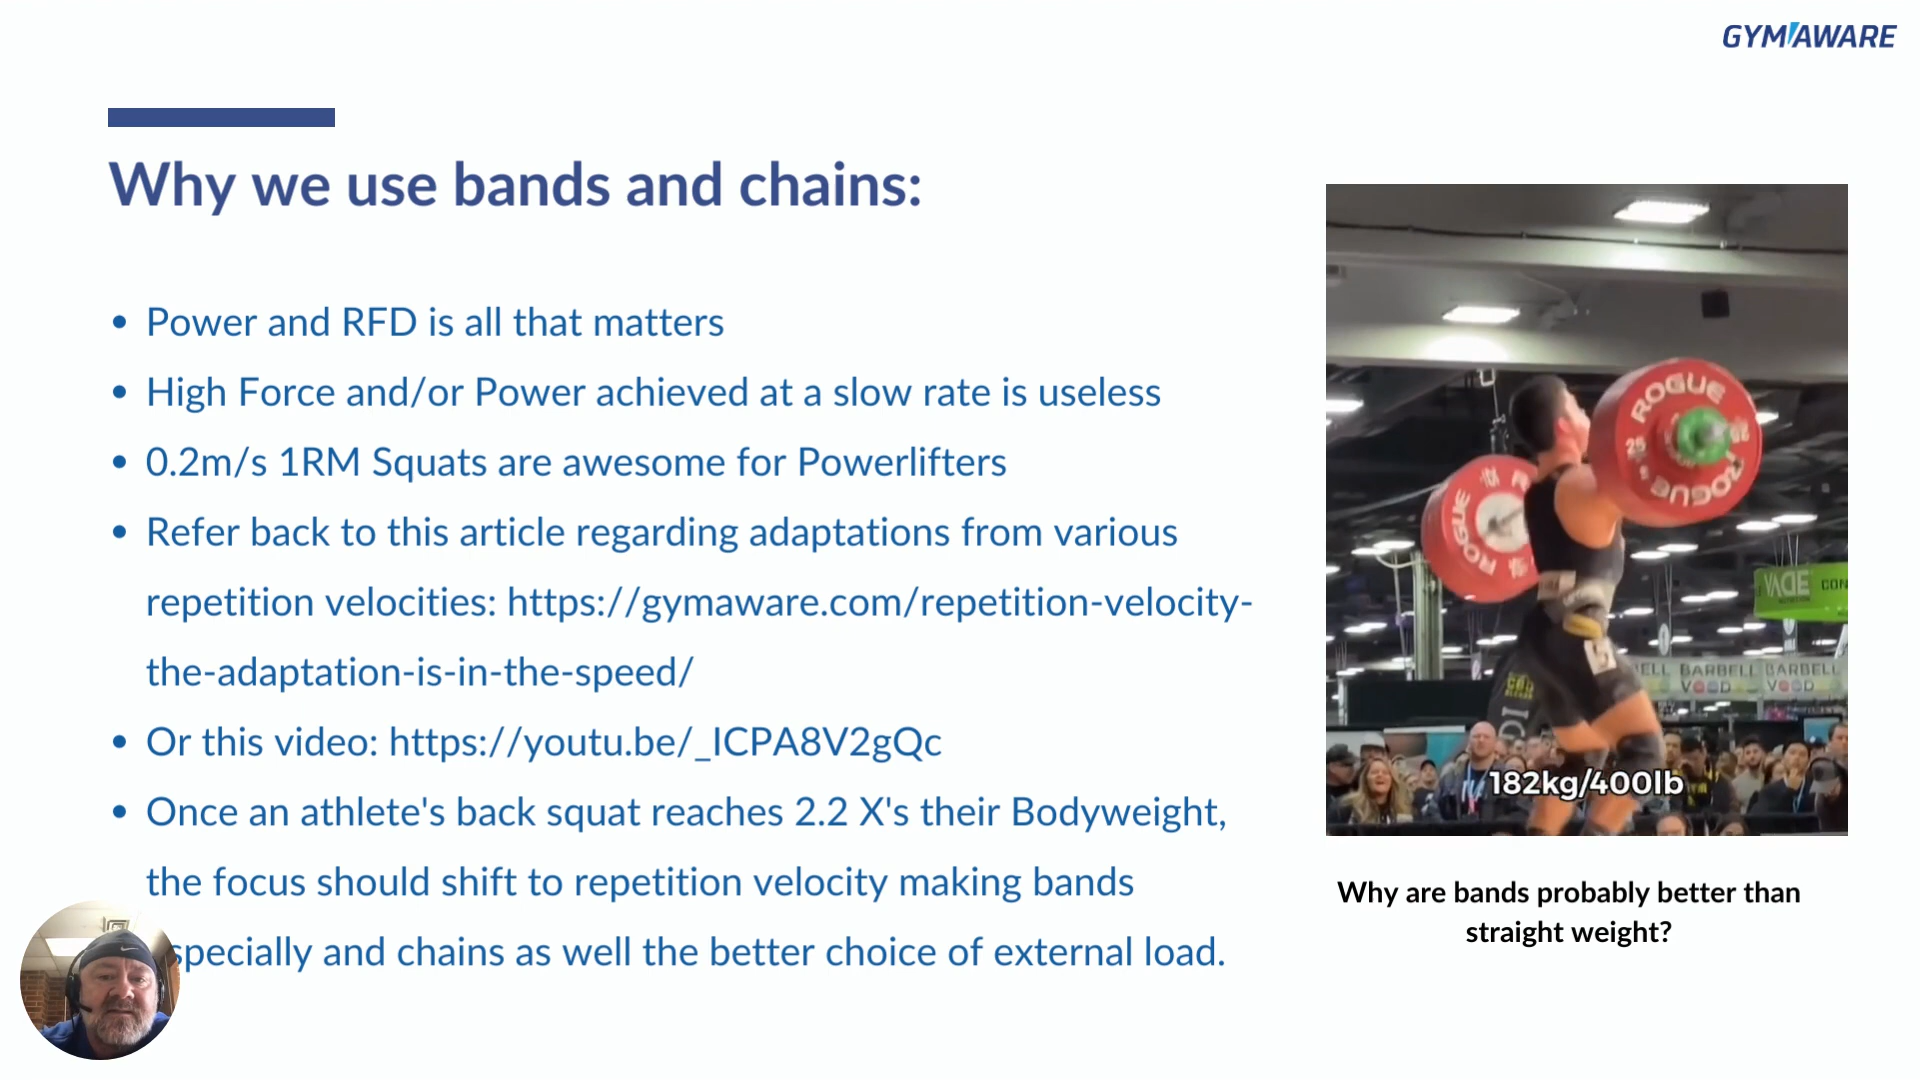 GYMAWARE
Why we use bands and chains:
Power and RFD is all that matters
High Force and/or Power achieved at a slow rate is useless
0.2m/s 1RM Squats are awesome for Powerlifters
Refer back to this article regarding adaptations from various
repetition velocities: https://gymaware.com/repetition-velocity-
the-adaptation-is-in-the-speed/
Or this video: https://youtu.be/_ICPA8V2gQc
Once an athlete's back squat reaches 2.2 X's their Bodyweight,
the focus should shift to repetition velocity making bands
specially and chains as well the better choice of external load.
ROGUE
25
ROGUE
ROGUE
BARBELL BARBELL
182kg/400lb
Why are bands probably better than
straight weight?